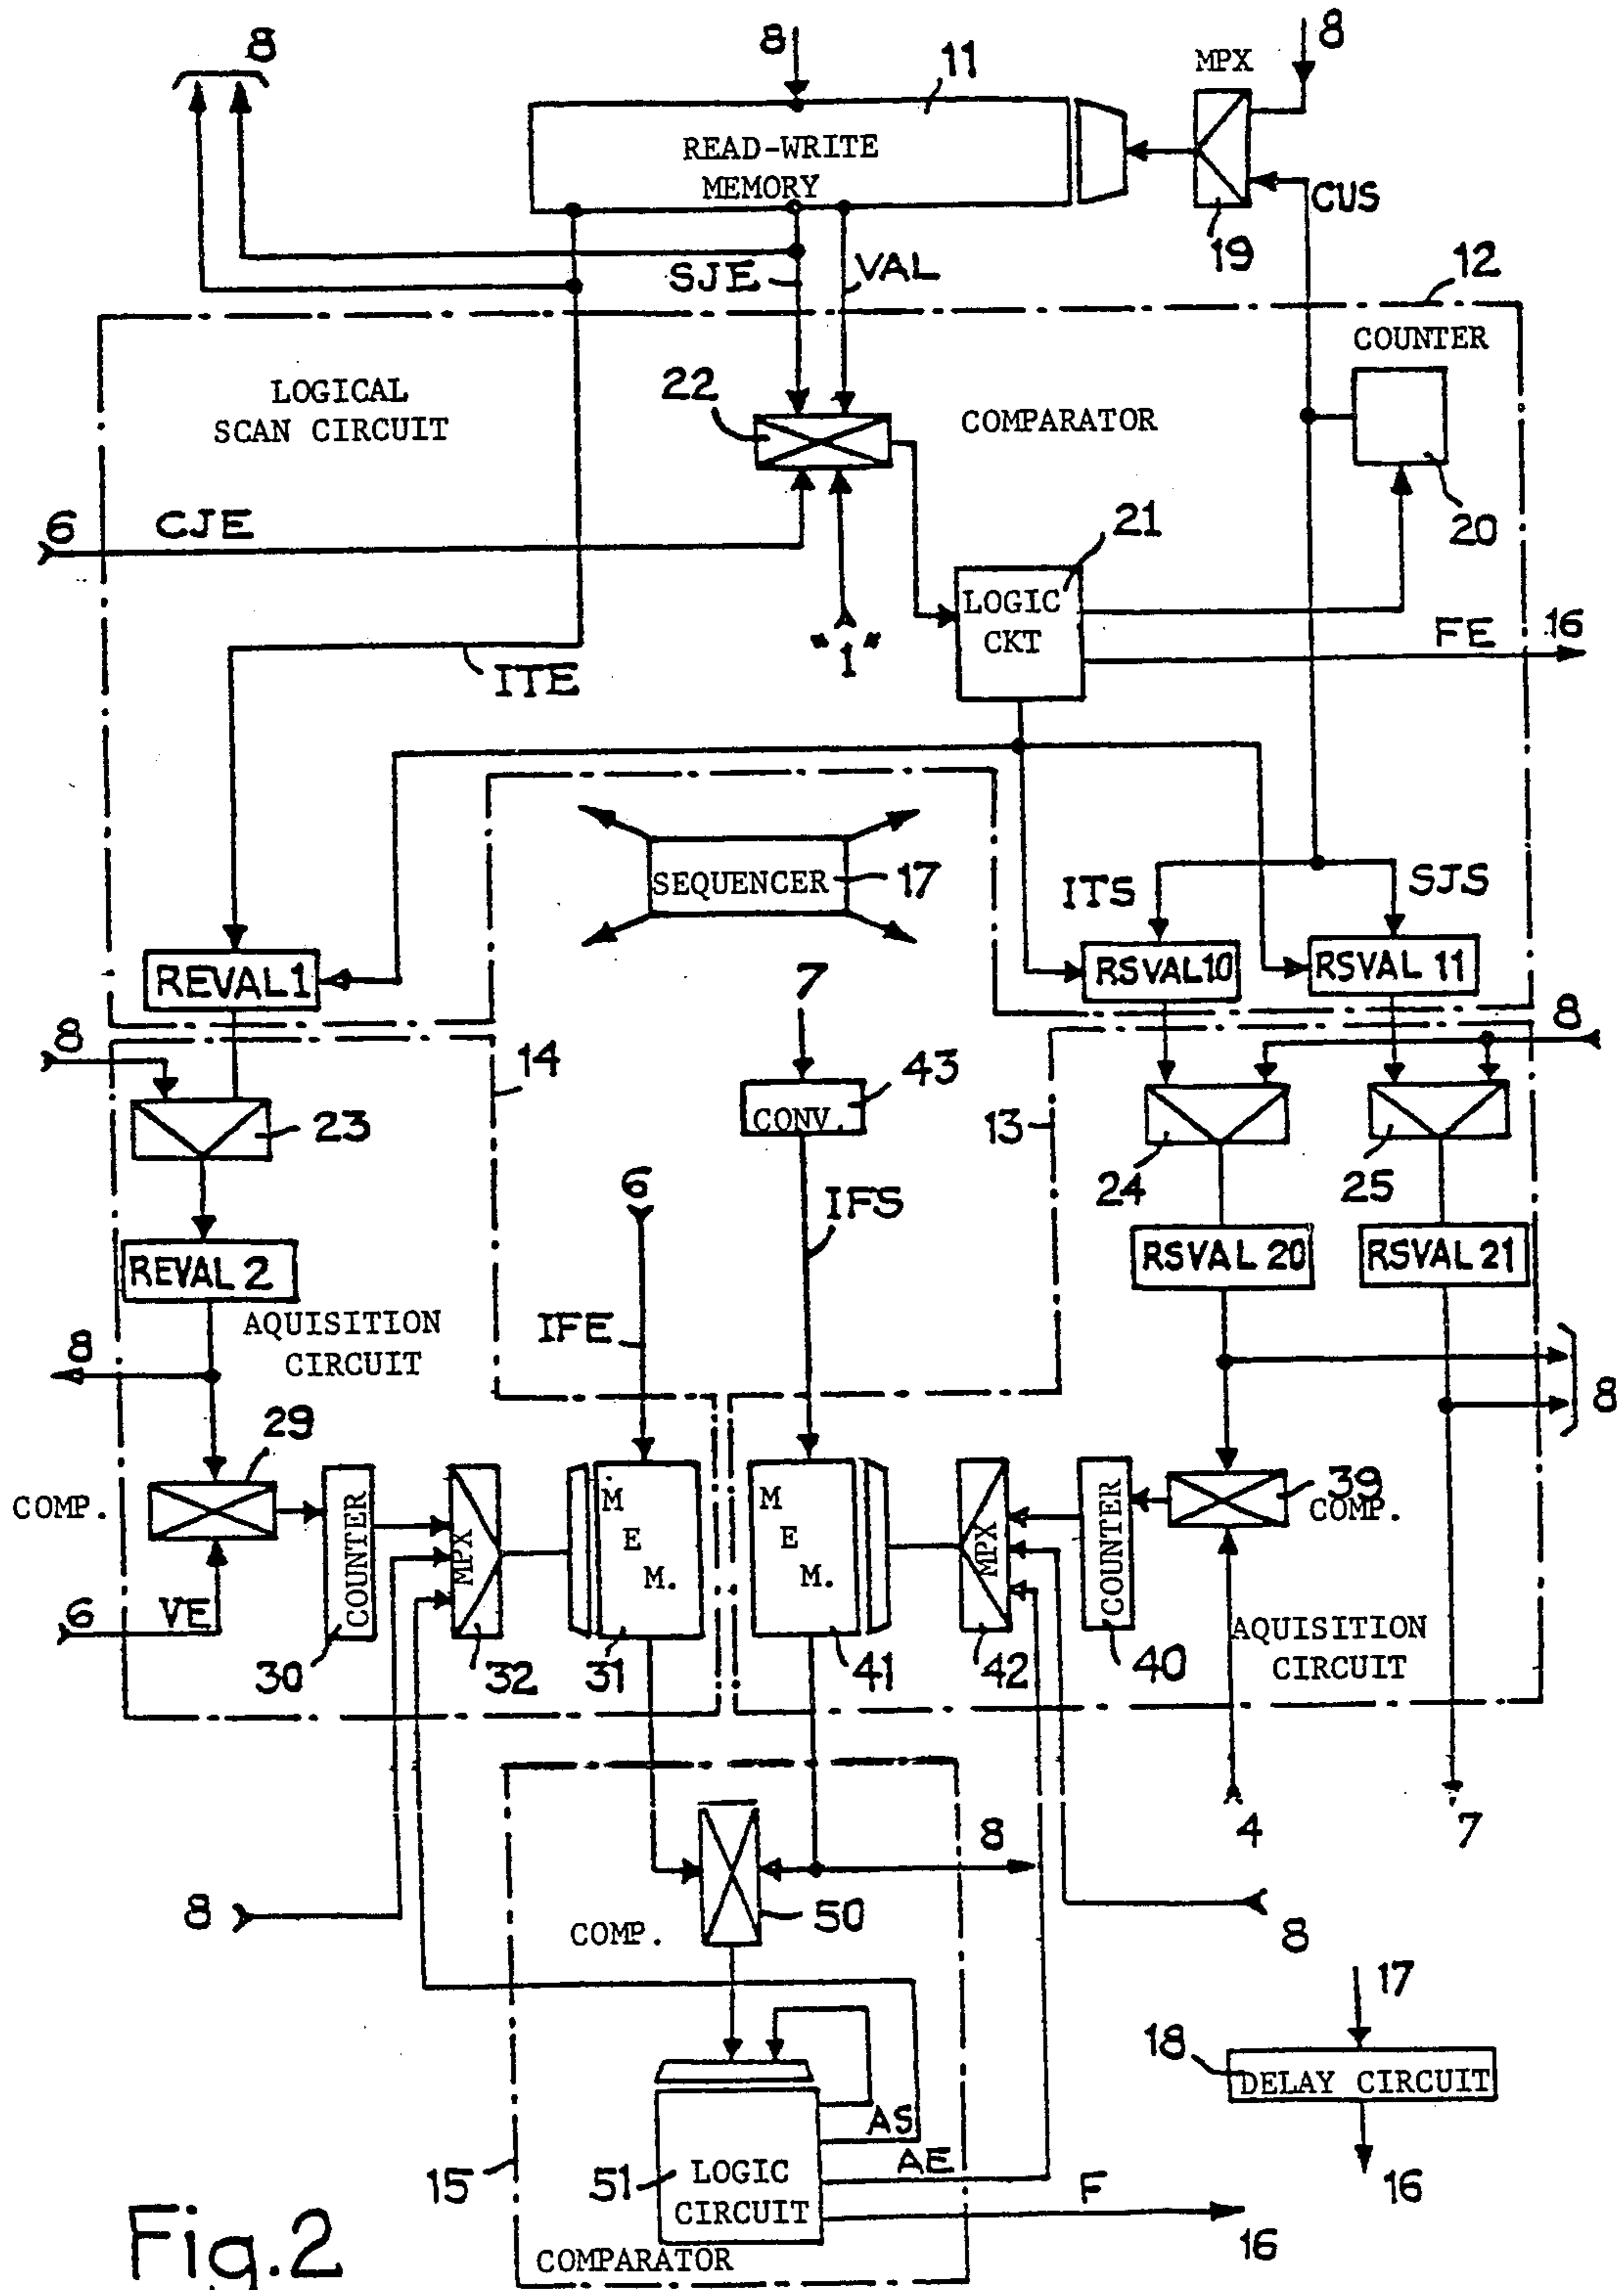 8
8
11
MPX
8
READ-WRITE
MEMORY
CUS
19
SJE
VAL
12
COUNTER
LOGICAL
SCAN CIRCUIT
22
COMPARATOR
20
6
CJE
21
LOGIC
CKT
"1"
FE
16
ITE
SEQUENCER
17
ITS
SJS
REVAL1
RSVAL10
RSVAL 11
7
8
8
14
43
CONV.
13
23
24
25
6
IFS
REVAL 2
RSVAL 20
RSVAL 21
AQUISITION
CIRCUIT
IFE
8
8
29
COMP.
COUNTER
MPX
M
E
M.
M
E
M.
MPX
COUNTER
39
COMP.
6
VE
30
32
31
41
42
40
AQUISITION
CIRCUIT
4
7
8
8
50
COMP.
8
17
18
DELAY CIRCUIT
AS
AE
15
51
LOGIC
CIRCUIT
F
16
16
COMPARATOR
Fig.2